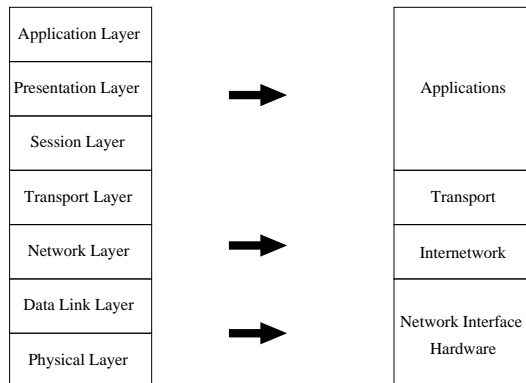 Application Layer
Presentation Layer
Session Layer
Transport Layer
Network Layer
Data Link Layer
Physical Layer
Applications
Transport
Internetwork
Network Interface
Hardware